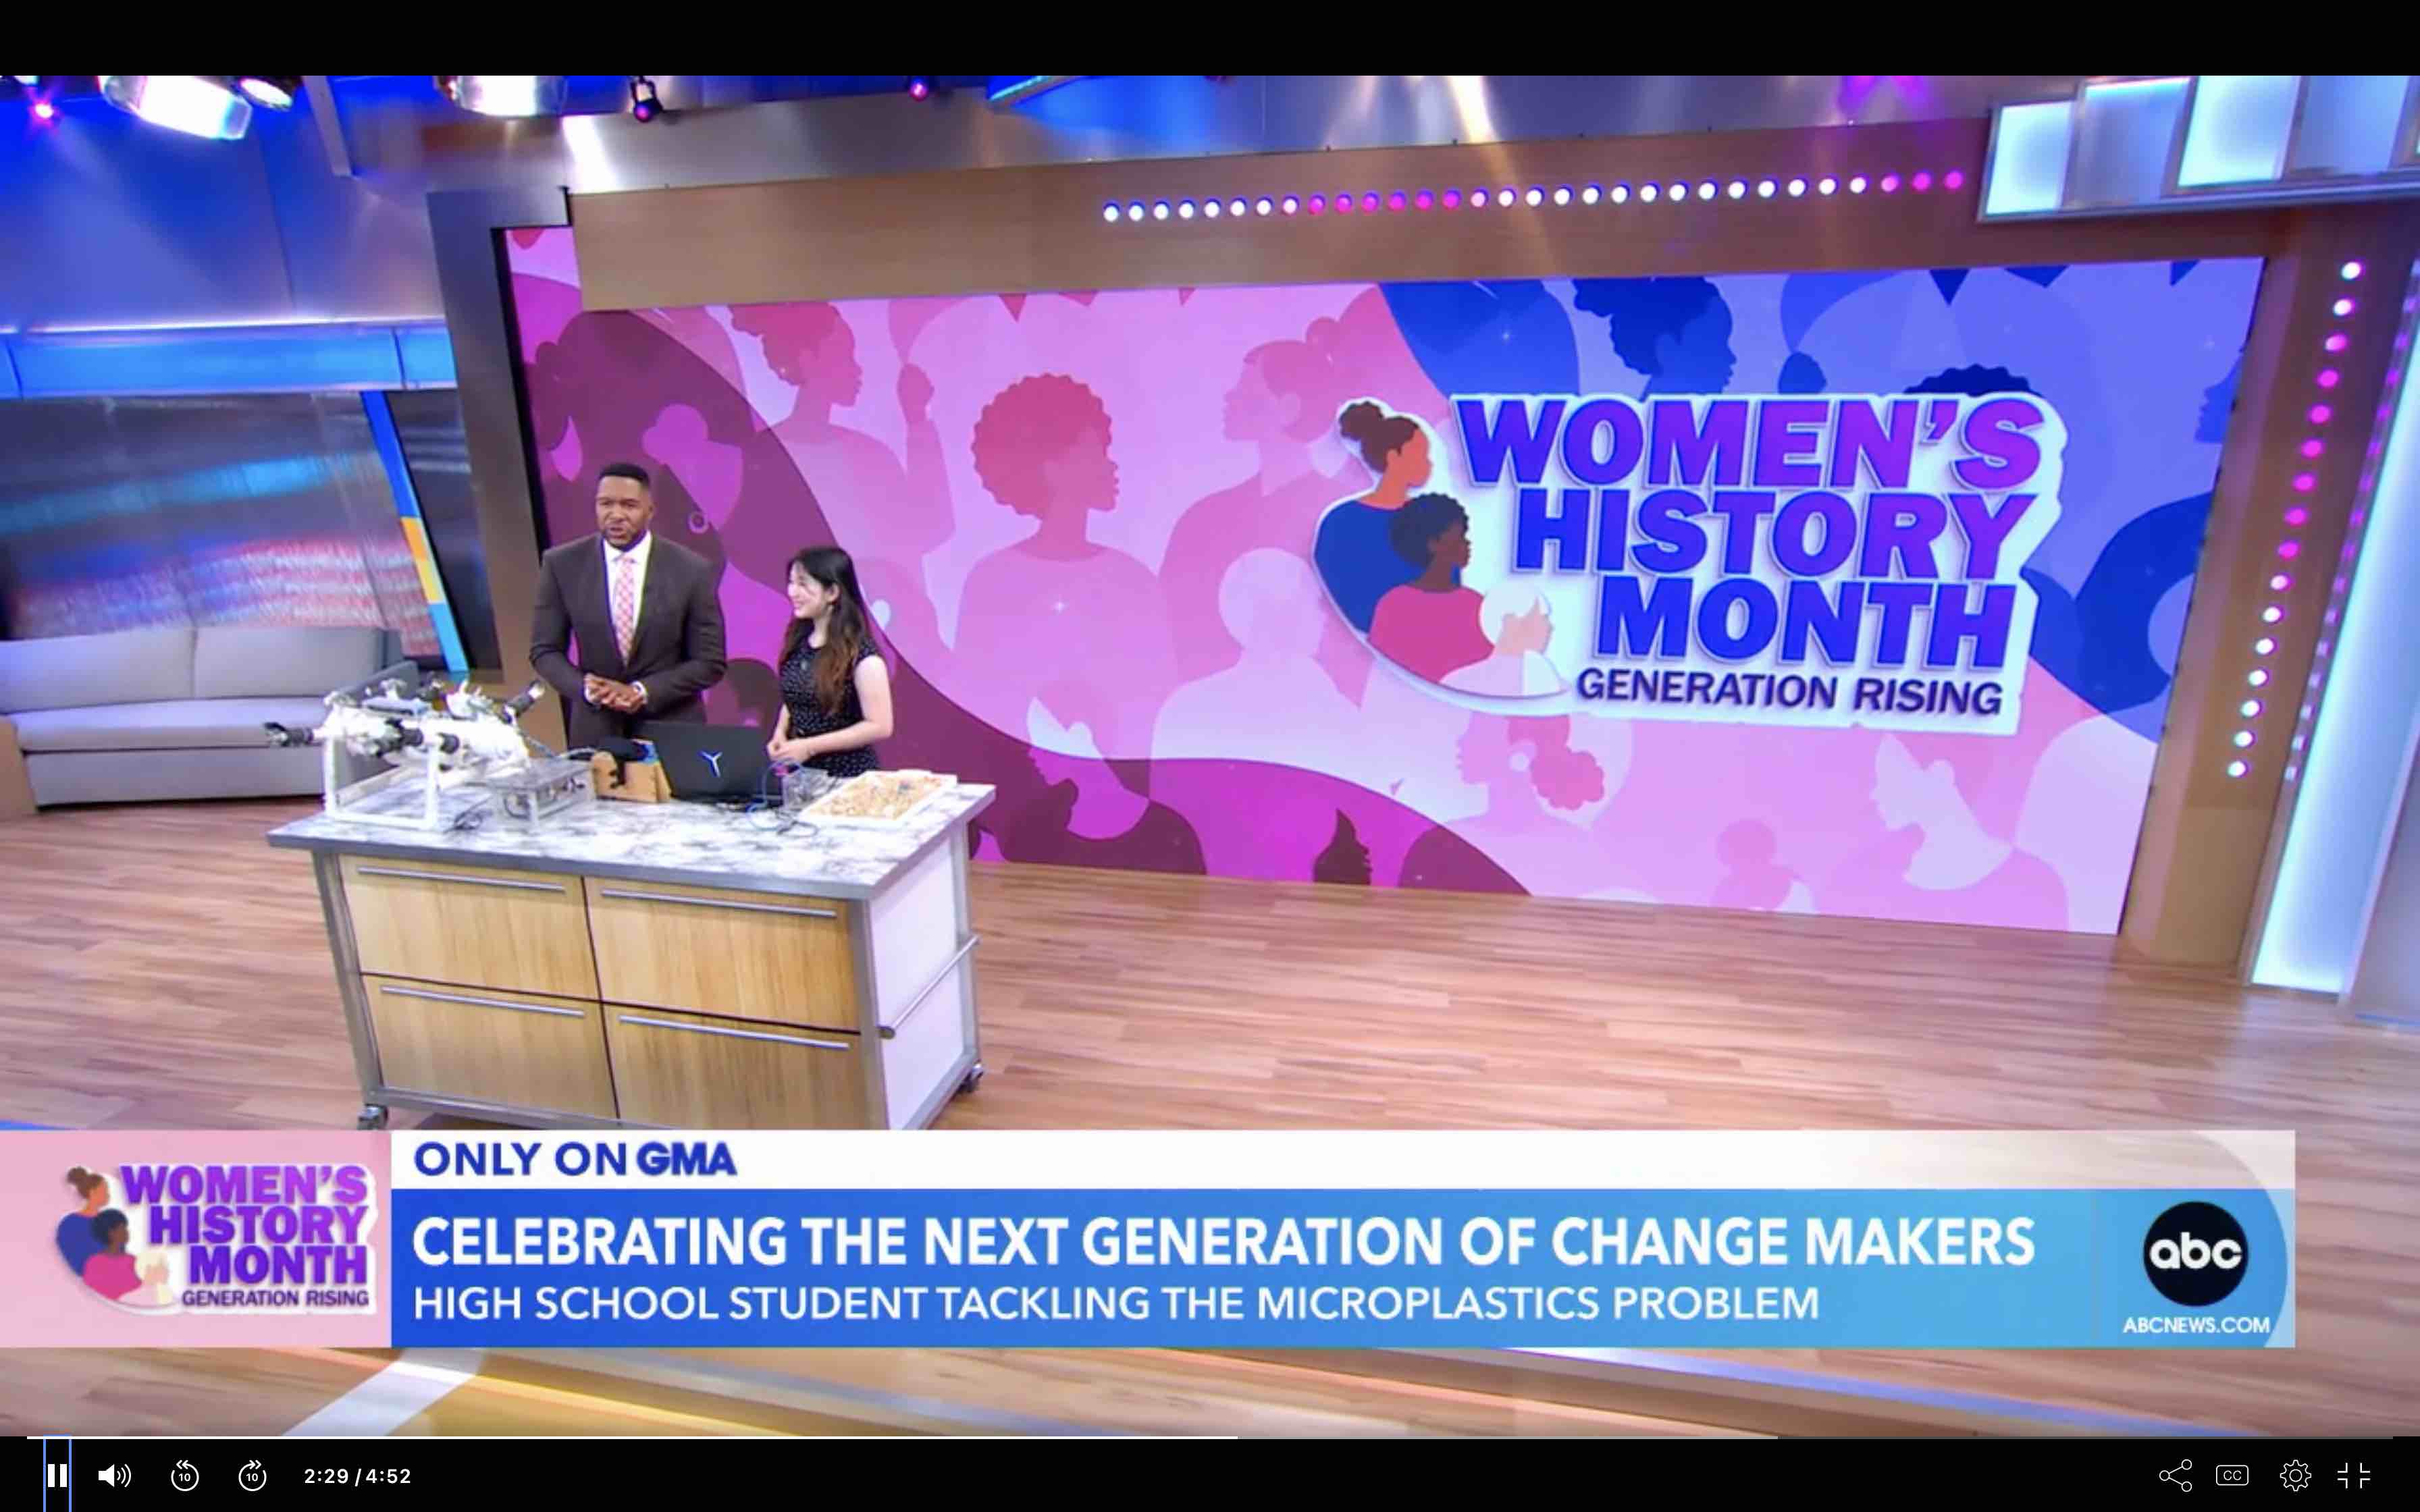 WOMEN'S
HISTORY
MONTH
GENERATION RISING
ONLY ON GMA
WOMEN'S
HISTORY
MONTH
GENERATION RISING
CELEBRATING THE NEXT GENERATION OF CHANGE MAKERS
HIGH SCHOOL STUDENT TACKLING THE MICROPLASTICS PROBLEM
abc
ABCNEWS.COM
10
10
2:29 / 4:52
CC